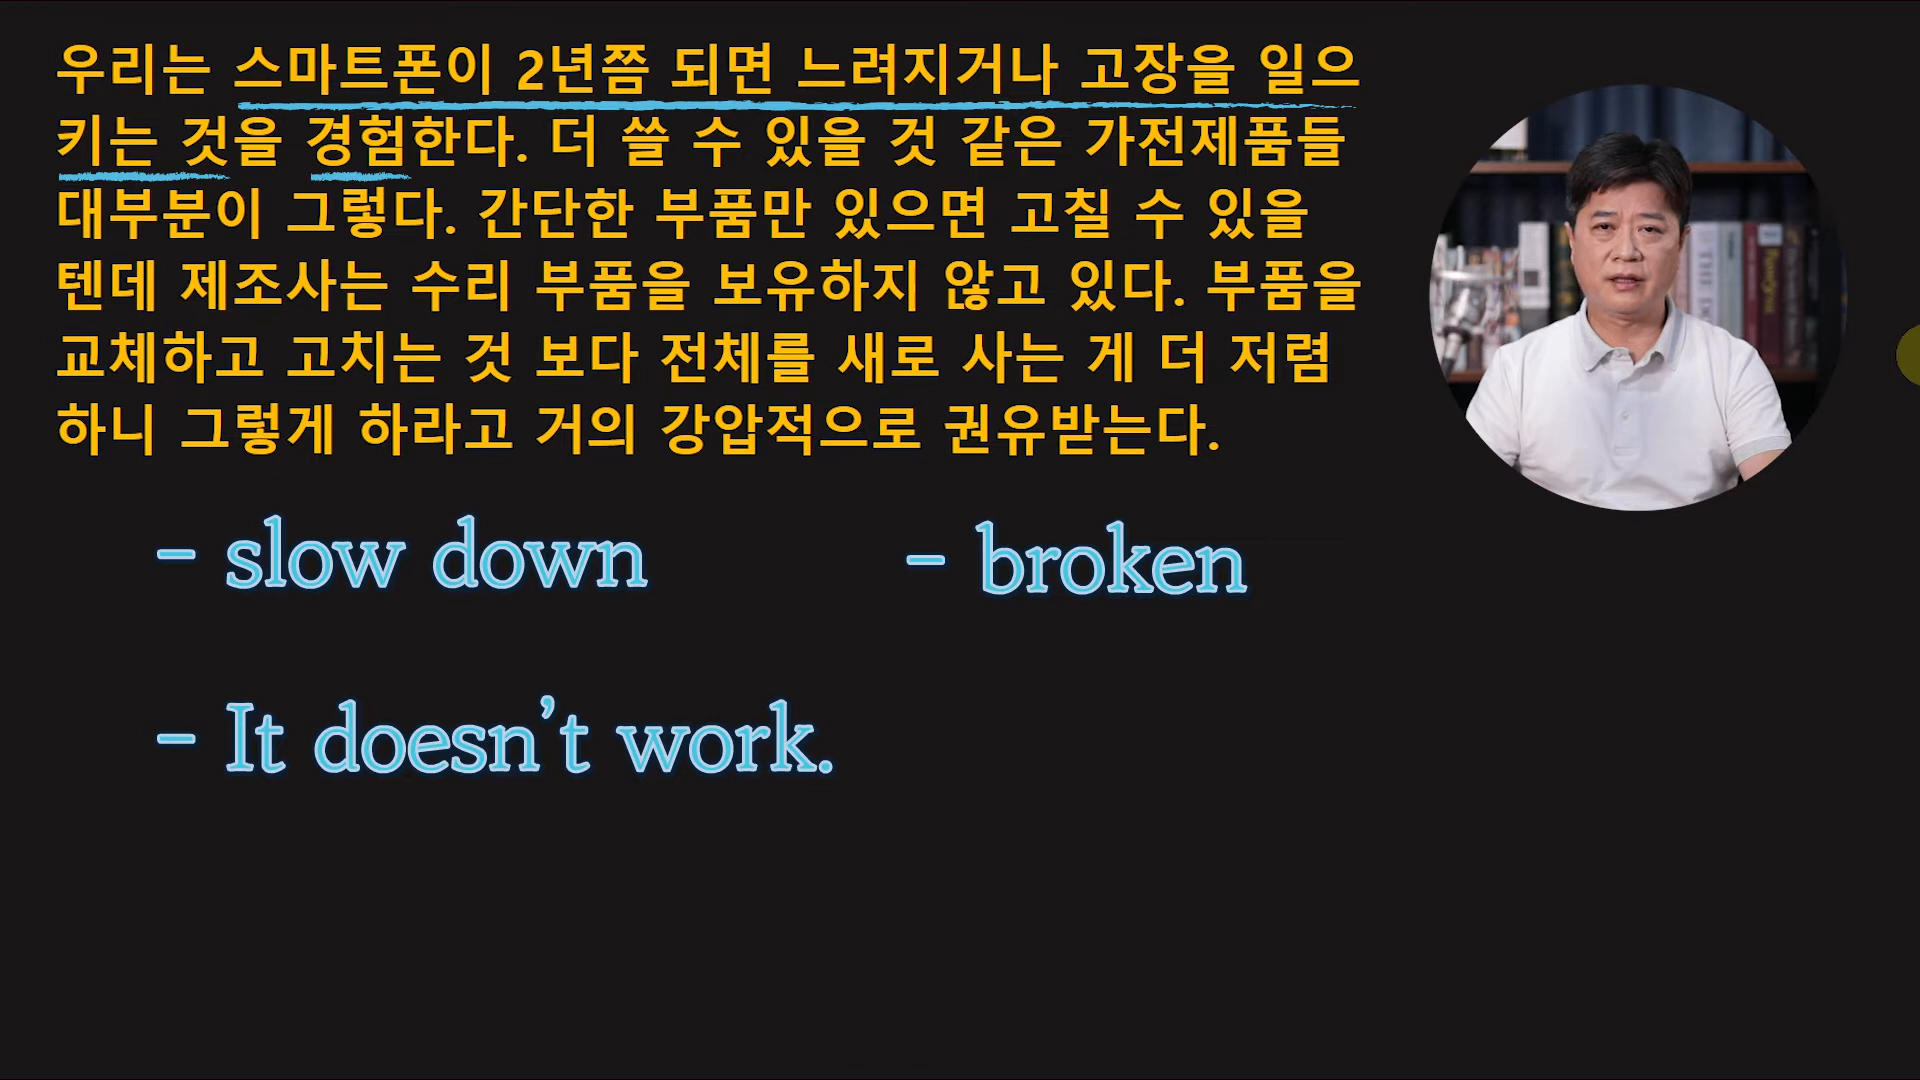 우리는 스마트폰이 2년쯤 되면 느려지거나 고장을 일으
키는 것을 경험한다. 더 쓸 수 있을 것 같은 가전제품들
대부분이 그렇다. 간단한 부품만 있으면 고칠 수 있을
텐데 제조사는 수리 부품을 보유하지 않고 있다. 부품을
교체하고 고치는 것 보다 전체를 새로 사는 게 더 저렴
하니 그렇게 하라고 거의 강압적으로 권유받는다.
- slow down
- broken
- It doesn't work.